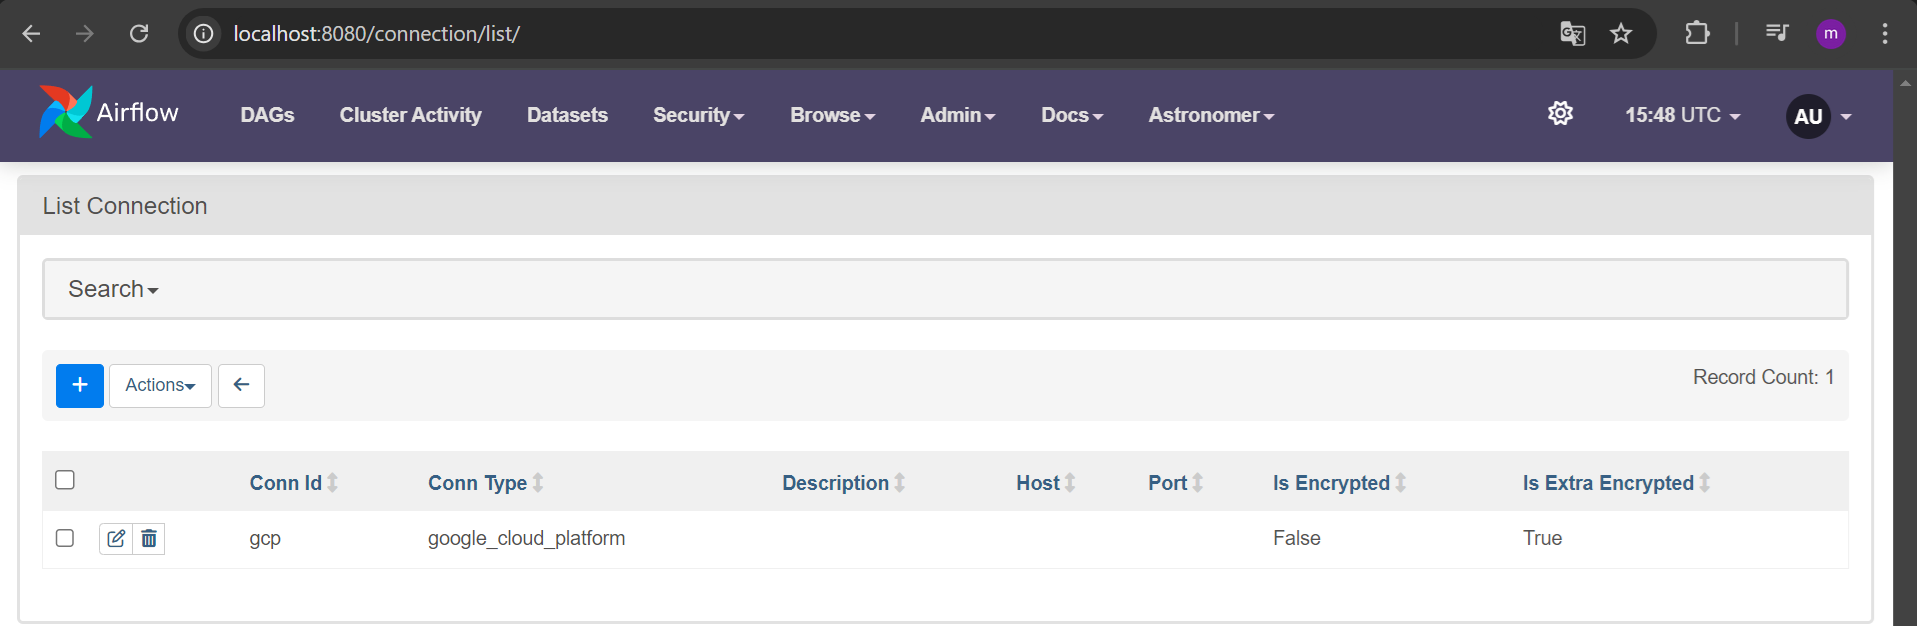 localhost:8080/connection/list/
m
Airflow DAGs Cluster Activity Datasets Security Browse Admin Docs Astronomer 15:48 UTC AU
List Connection
Search
+ Actions Record Count: 1
Conn Id Conn Type Description Host Port Is Encrypted Is Extra Encrypted
gcp google_cloud_platform False True